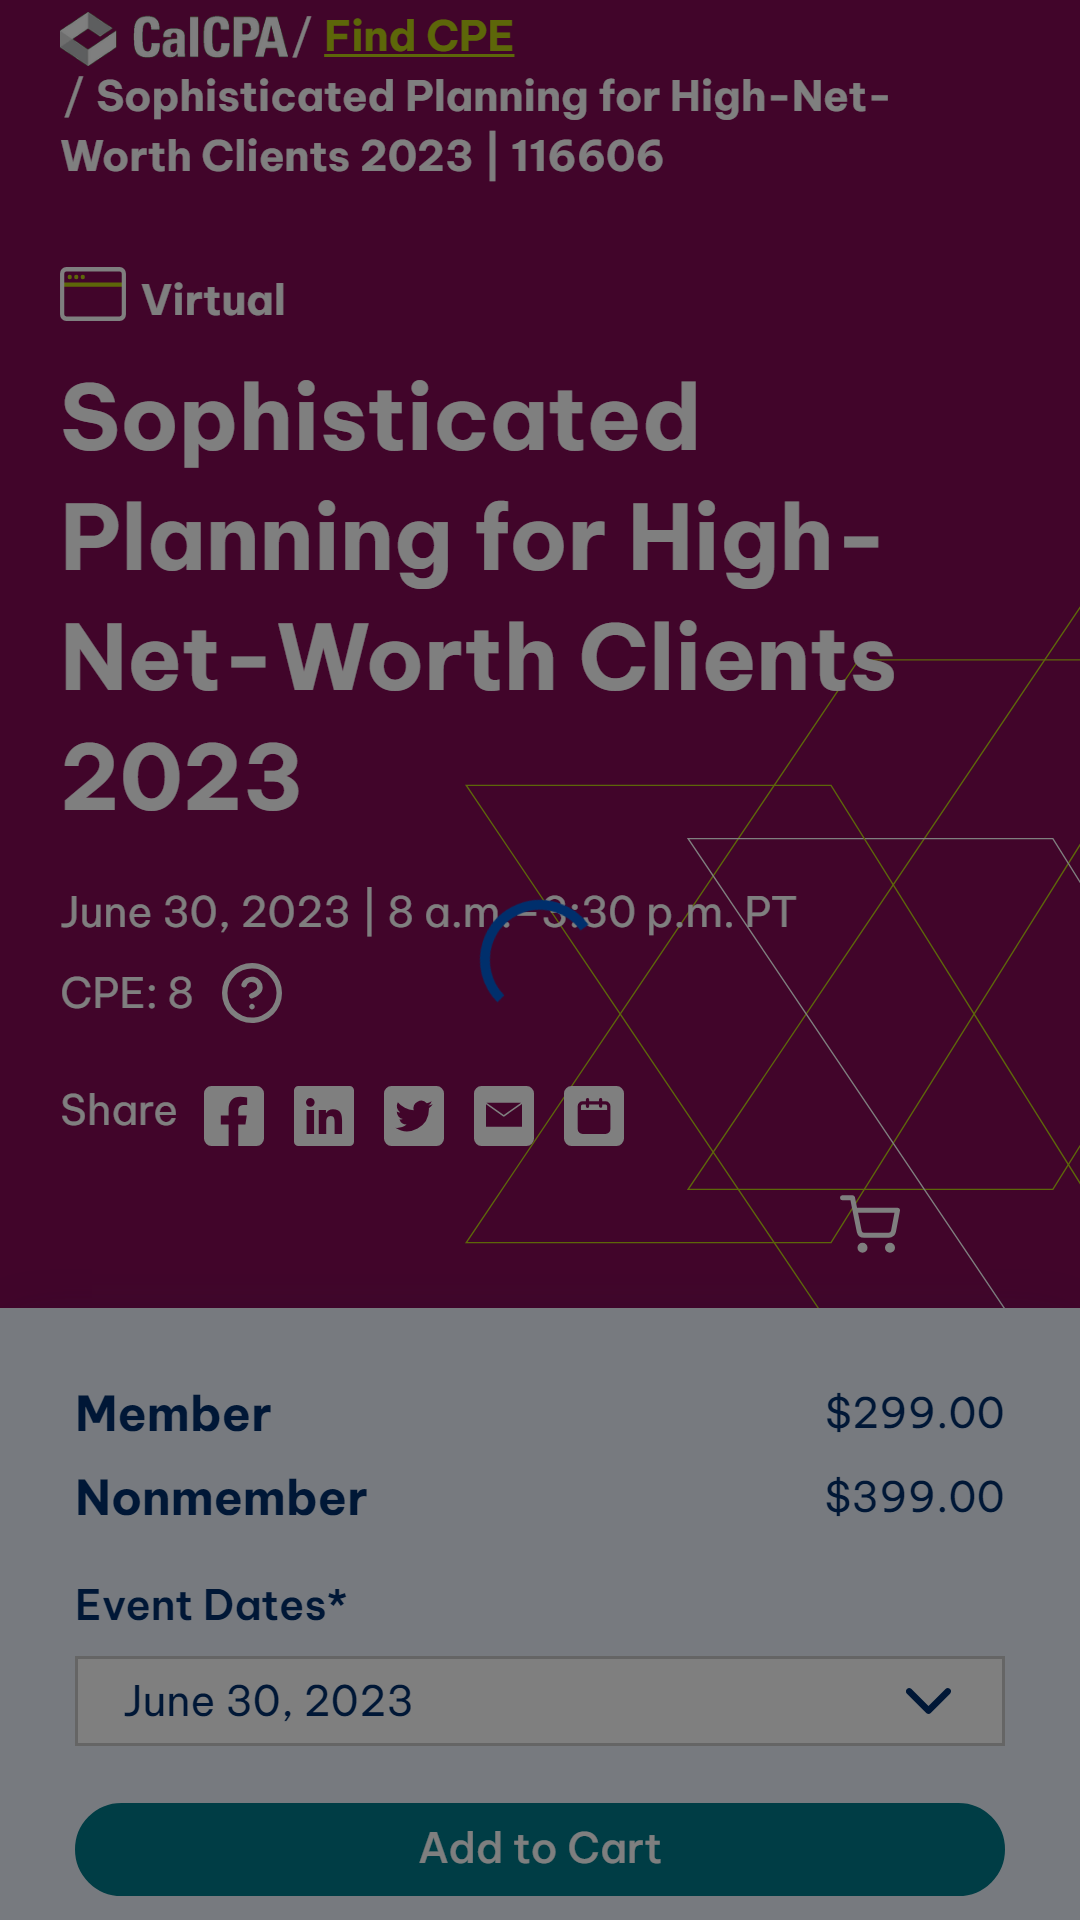 CalCPA/ Find CPE
/ Sophisticated Planning for High-Net-
Worth Clients 2023 | 116606
Virtual
Sophisticated
Planning for High-
Net-Worth Clients
2023
June 30, 2023 | 8 a.m.–3:30 p.m. PT
CPE: 8 ?
Share
Member $299.00
Nonmember $399.00
Event Dates*
June 30, 2023
Add to Cart